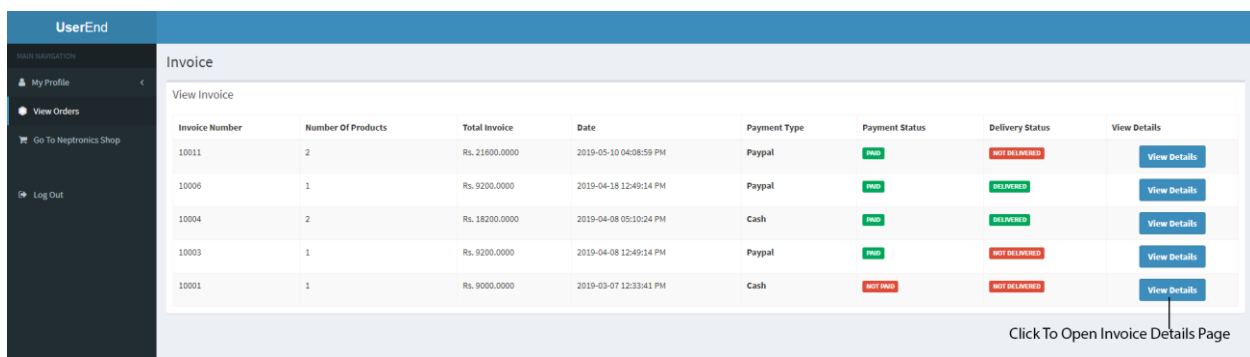 UserEnd
MAIN NAVIGATION
My Profile
View Orders
Go To Neptronics Shop
Log Out
Invoice
View Invoice
Invoice Number Number Of Products Total Invoice Date Payment Type Payment Status Delivery Status View Details
10011 2 Rs. 21600.0000 2019-05-10 04:08:59 PM Paypal PAID NOT DELIVERED View Details
10006 1 Rs. 9200.0000 2019-04-18 12:49:14 PM Paypal PAID DELIVERED View Details
10004 2 Rs. 18200.0000 2019-04-08 05:10:24 PM Cash PAID DELIVERED View Details
10003 1 Rs. 9200.0000 2019-04-08 12:49:14 PM Paypal PAID NOT DELIVERED View Details
10001 1 Rs. 9000.0000 2019-03-07 12:33:41 PM Cash NOT PAID NOT DELIVERED View Details
Click To Open Invoice Details Page